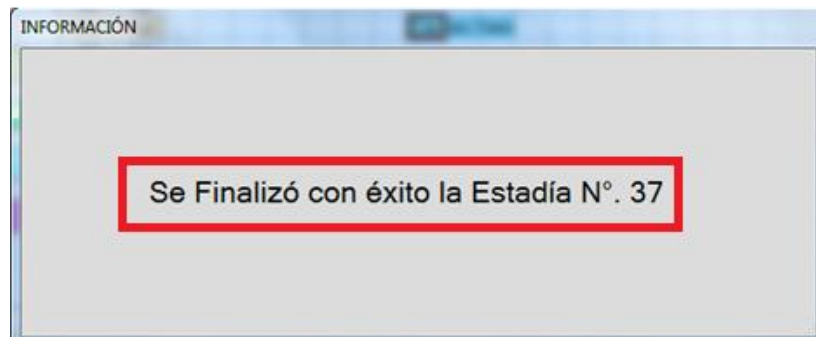 INFORMACIÓN
Se Finalizó con éxito la Estadía N°. 37